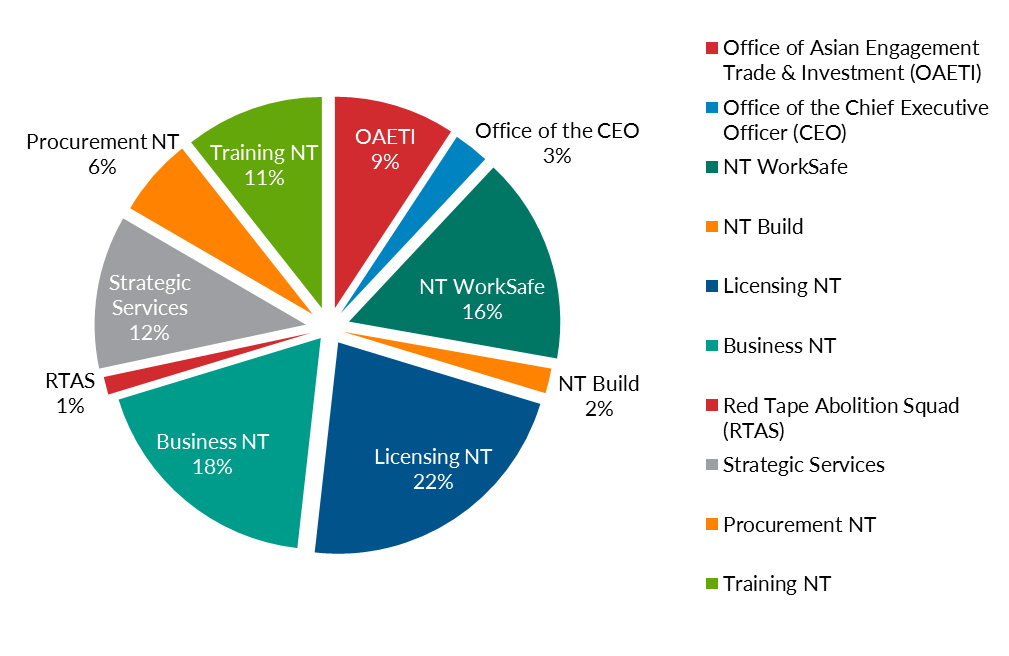 Procurement NT
6%
Training NT
11%
OAETI
9%
Office of the CEO
3%
NT WorkSafe
16%
NT Build
2%
Licensing NT
22%
Business NT
18%
RTAS
1%
Strategic
Services
12%
Office of Asian Engagement
Trade & Investment (OAETI)
Office of the Chief Executive
Officer (CEO)
NT WorkSafe
NT Build
Licensing NT
Business NT
Red Tape Abolition Squad
(RTAS)
Strategic Services
Procurement NT
Training NT